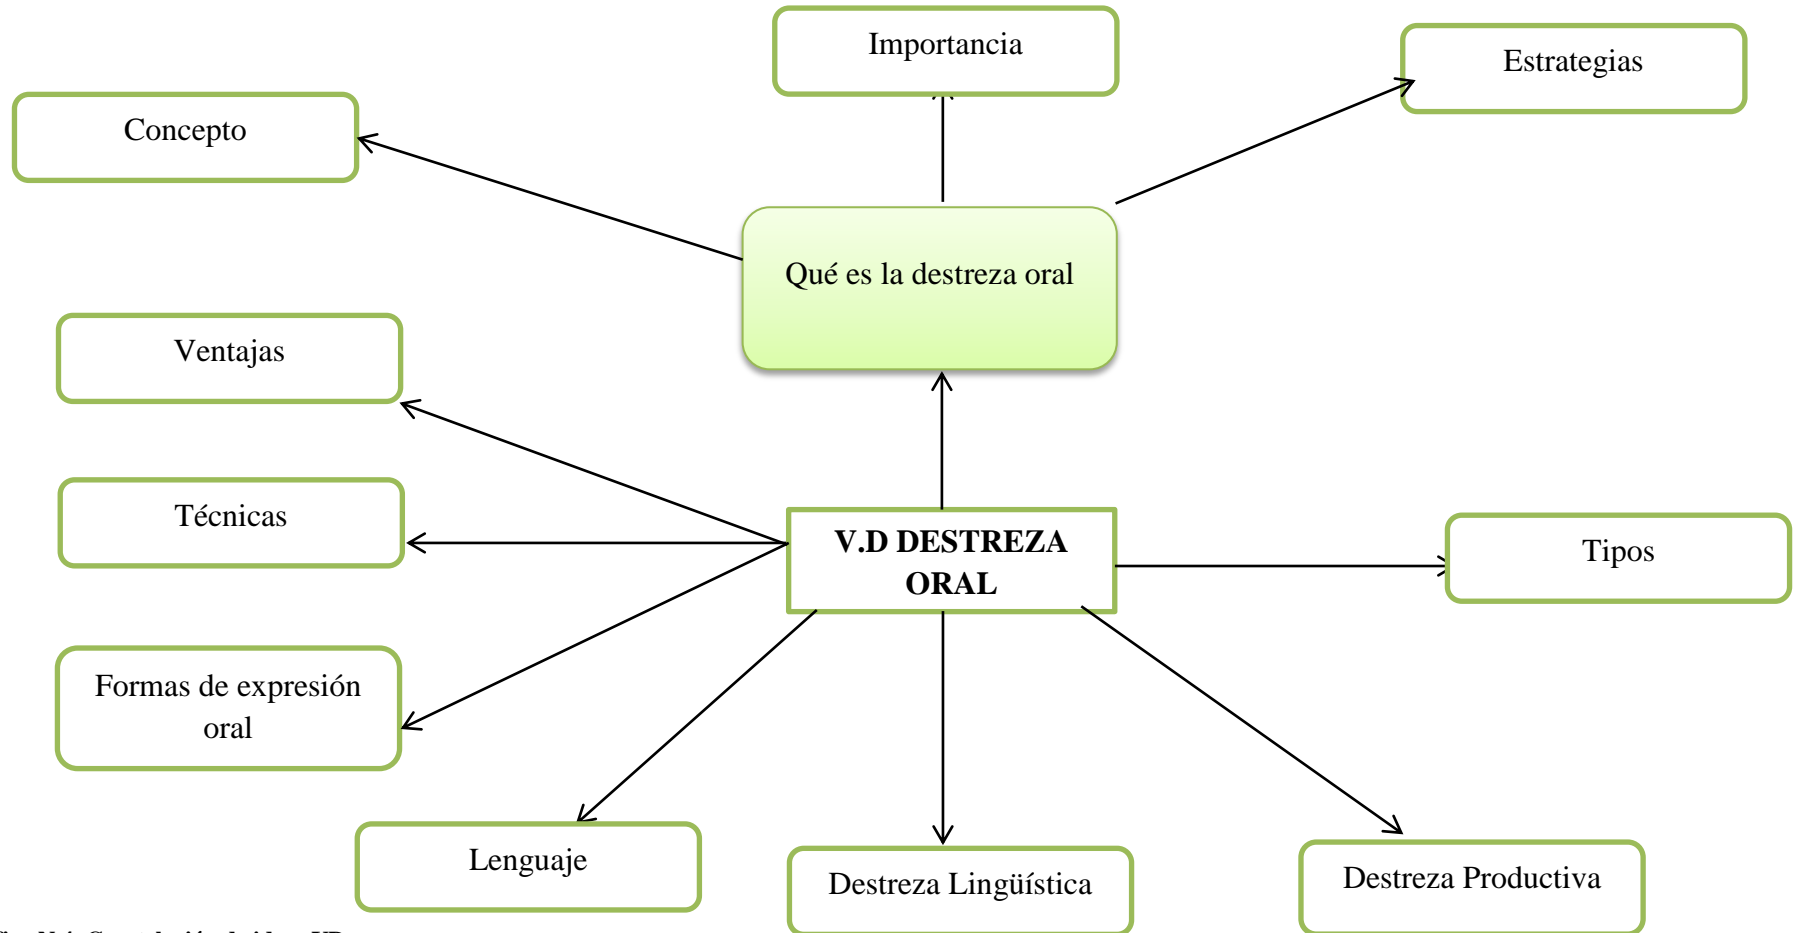 Importancia
Estrategias
Concepto
Qué es la destreza oral
Ventajas
Técnicas
V.D DESTREZA
ORAL
Tipos
Formas de expresión
oral
Lenguaje
Destreza Lingüística
Destreza Productiva